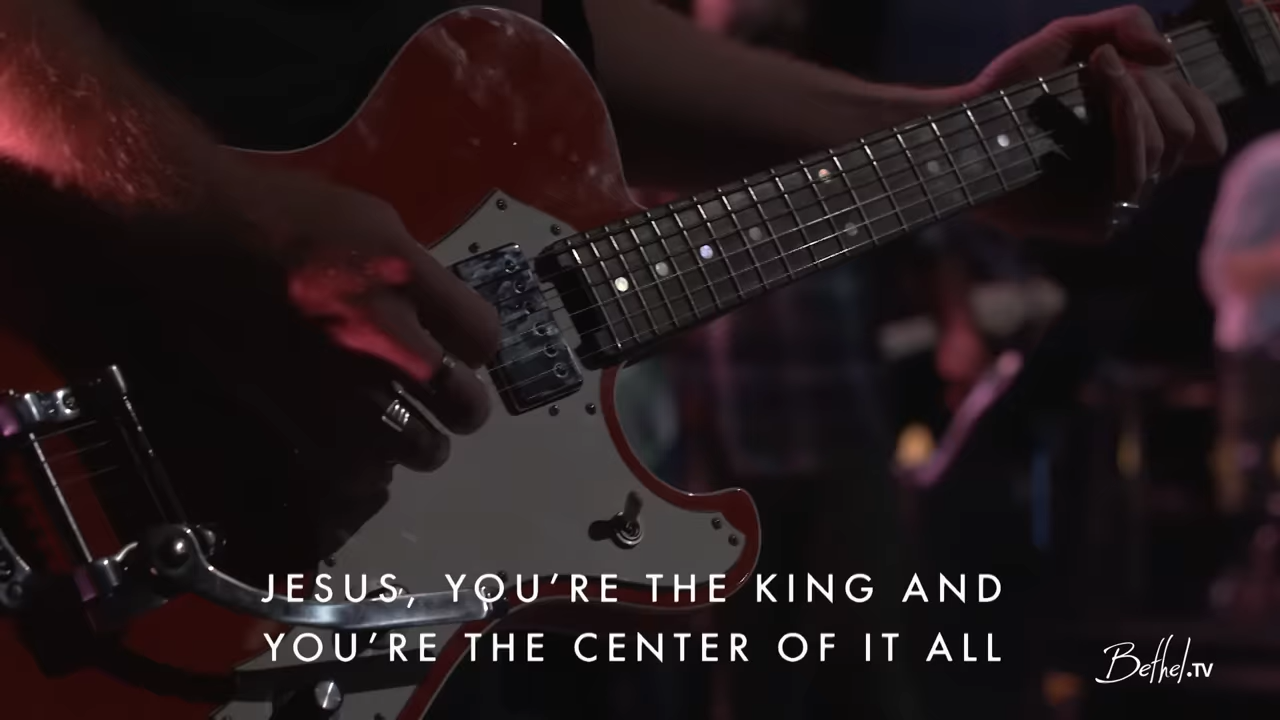 JESUS, YOU’RE THE KING AND
YOU’RE THE CENTER OF IT ALL
Bethel.TV